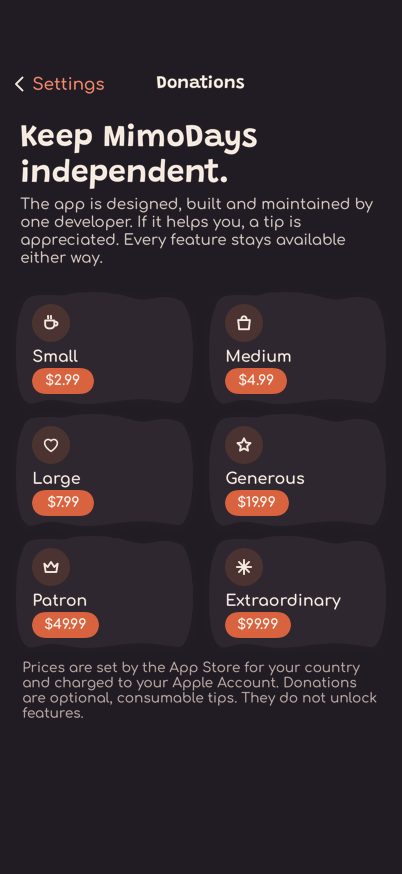 Settings
Donations
Keep MimoDays
independent.
The app is designed, built and maintained by
one developer. If it helps you, a tip is
appreciated. Every feature stays available
either way.
Small
$2.99
Medium
$4.99
Large
$7.99
Generous
$19.99
Patron
$49.99
Extraordinary
$99.99
Prices are set by the App Store for your country
and charged to your Apple Account. Donations
are optional, consumable tips. They do not unlock
features.